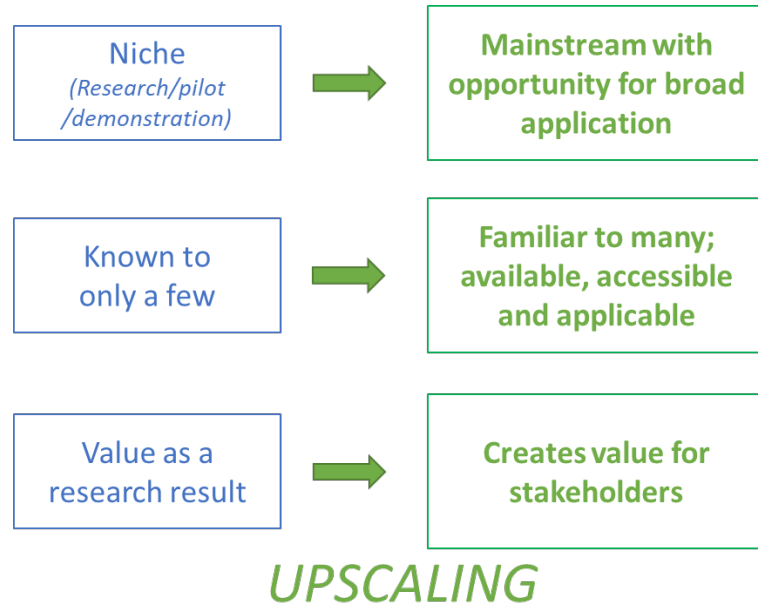 Niche
(Research/pilot
/demonstration)
Mainstream with
opportunity for broad
application
Known to
only a few
Familiar to many;
available, accessible
and applicable
Value as a
research result
Creates value for
stakeholders
UPSCALING